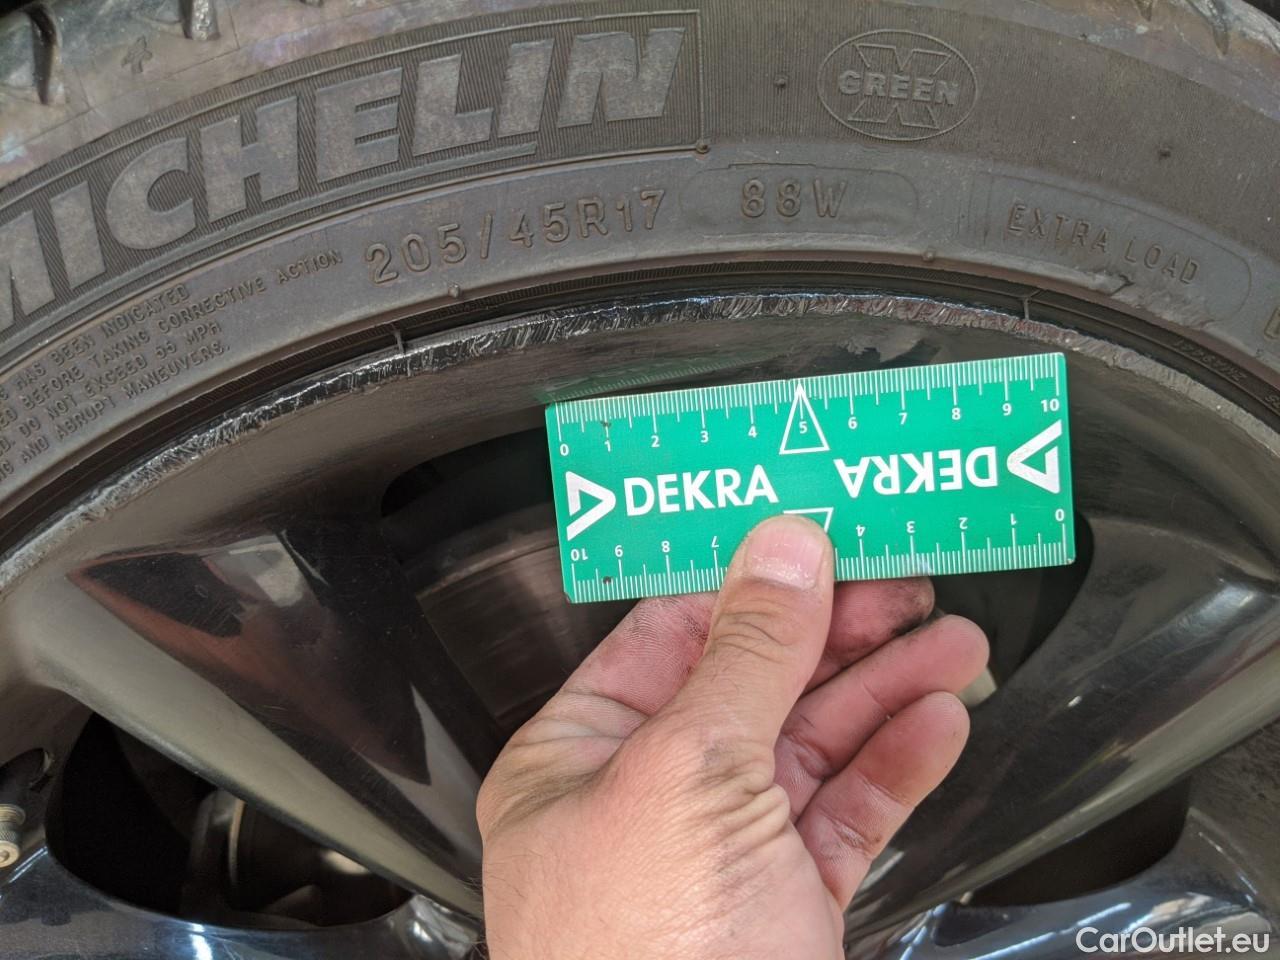 MICHELIN
GREEN X
205/45R17 88W
EXTRA LOAD
HAS BEEN INDICATED
BEFORE TAKING CORRECTIVE ACTION
DO NOT EXCEED 55 MPH
AND ABRUPT MANEUVERS.
0 1 2 3 4 5 6 7 8 9 10
DEKRA
DEKRA
10 9 8 7 4 3 2 1 0
CarOutlet.eu